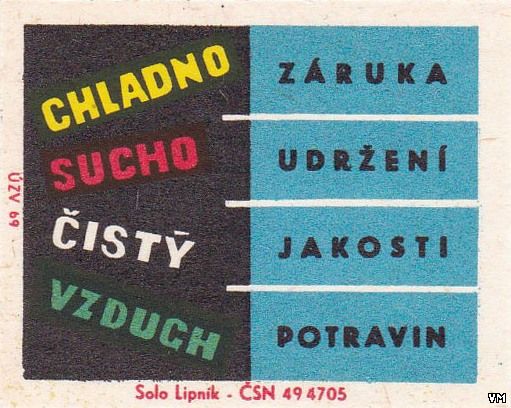 CHLADNO
SUCHO
ČISTÝ
VZDUCH
ZÁRUKA
UDRŽENÍ
JAKOSTI
POTRAVIN
ÚZV 69
Solo Lipník - ČSN 49 4705
VM